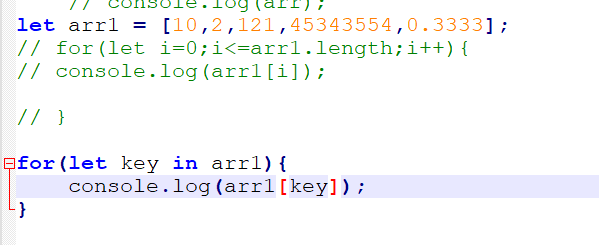 // console.log(arr);
let arr1 = [10,2,121,45343554,0.3333];
// for(let i=0;i<=arr1.length;i++){
// console.log(arr1[i]);
// }
for(let key in arr1){
console.log(arr1[key]);
}